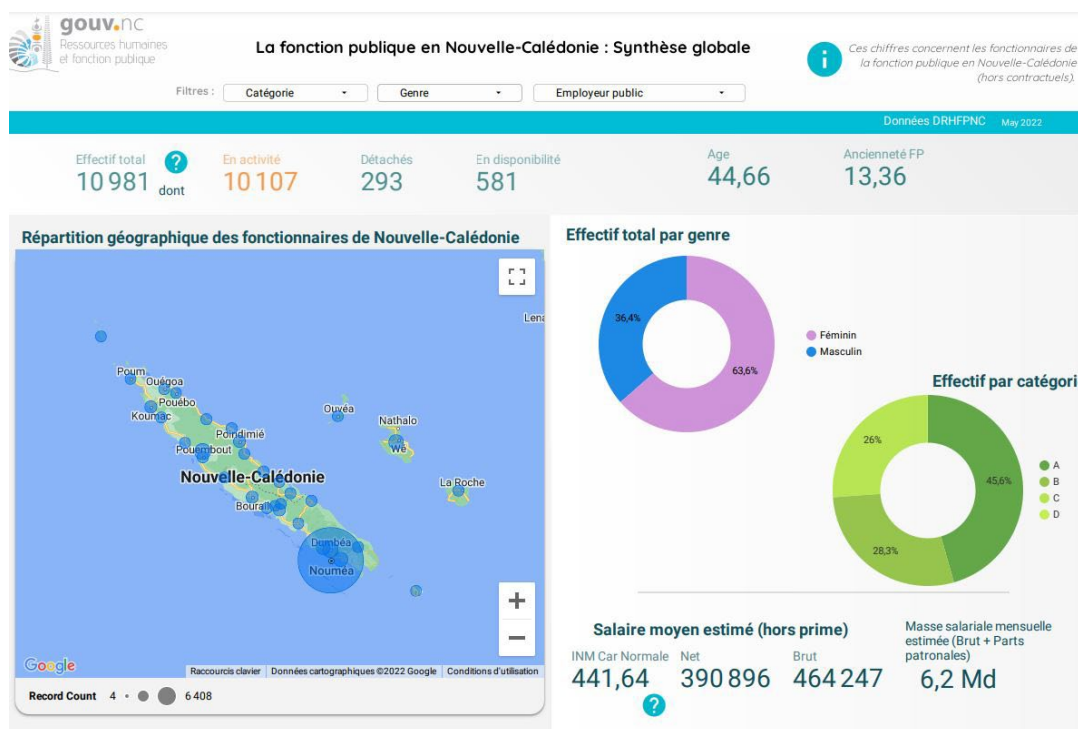 gouv.nc
Ressources humaines
et fonction publique
La fonction publique en Nouvelle-Calédonie : Synthèse globale
i
Ces chiffres concernent les fonctionnaires de
la fonction publique en Nouvelle-Calédonie
(hors contractuels).
Filtres :
Catégorie
Genre
Employeur public
Données DRHFPNC
May 2022
Effectif total
?
10 981
dont
En activité
10 107
Détachés
293
En disponibilité
581
Age
44,66
Ancienneté FP
13,36
Répartition géographique des fonctionnaires de Nouvelle-Calédonie
Lena
Poum
Ouégoa
Pouébo
Koumac
Ouvéa
Nathalo
Poindimié
Wé
Pouembout
Nouvelle-Calédonie
La Roche
Bourail
Dumbéa
Nouméa
+
−
Google
Raccourcis clavier
Données cartographiques ©2022 Google
Conditions d'utilisation
Record Count
4
6 408
Effectif total par genre
36,4%
63,6%
Féminin
Masculin
Effectif par catégori
26%
45,6%
28,3%
A
B
C
D
Salaire moyen estimé (hors prime)
INM Car Normale
441,64
?
Net
390 896
Brut
464 247
Masse salariale mensuelle
estimée (Brut + Parts
patronales)
6,2 Md